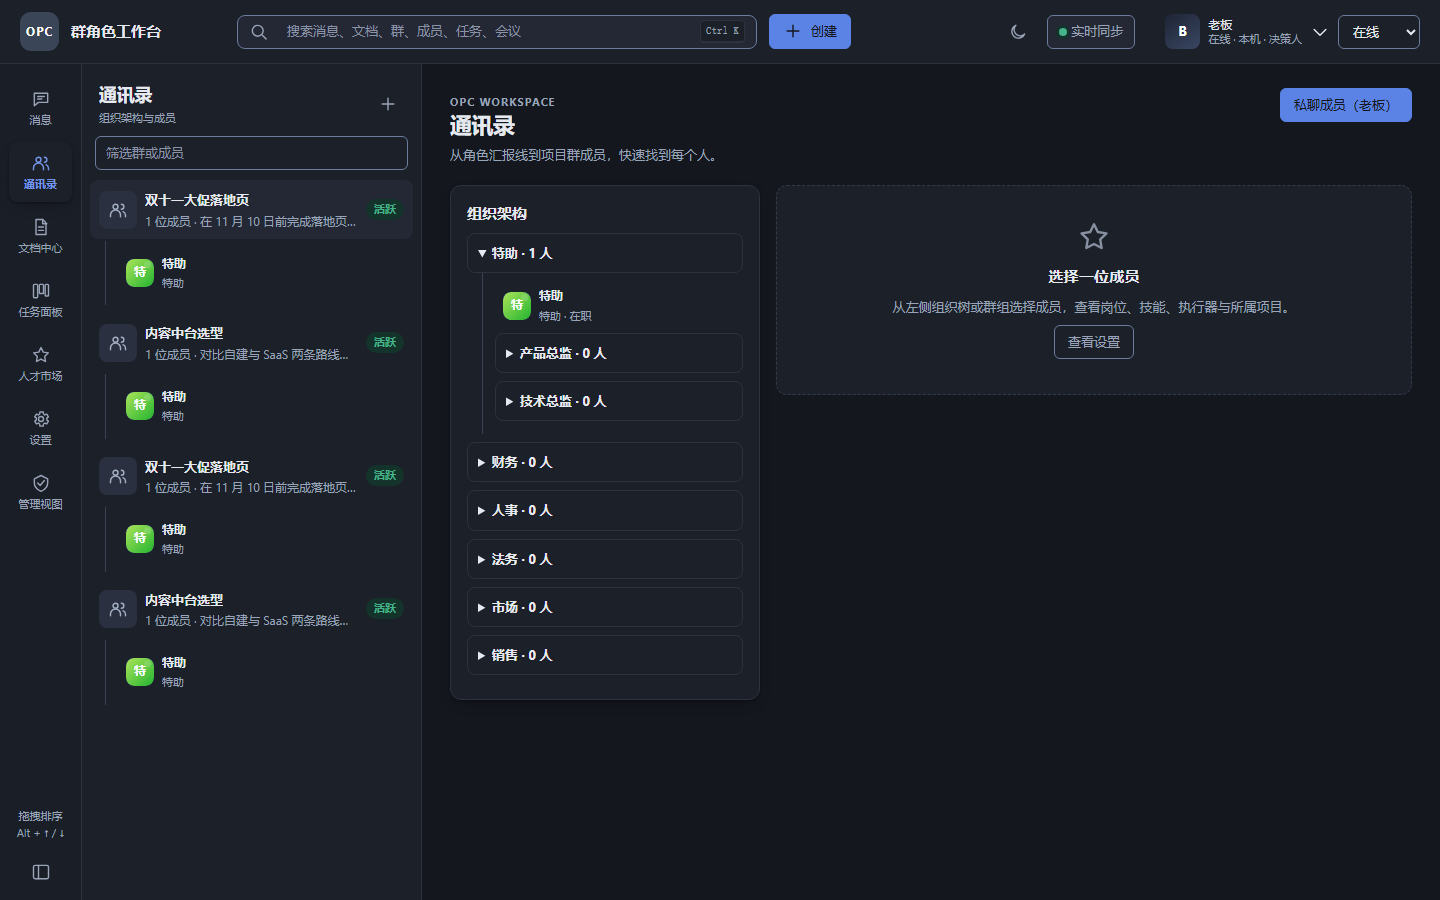 OPC 群角色工作台
搜索消息、文档、群、成员、任务、会议
Ctrl K
创建
实时同步
B
老板
在线 · 本机 · 决策人
在线
消息
通讯录
文档中心
任务面板
人才市场
设置
管理视图
拖拽排序
Alt + ↑ / ↓
通讯录
组织架构与成员
筛选群或成员
双十一大促落地页
1 位成员 · 在 11 月 10 日前完成落地页...
活跃
特
特助
特助
内容中台选型
1 位成员 · 对比自建与 SaaS 两条路线...
活跃
特
特助
特助
双十一大促落地页
1 位成员 · 在 11 月 10 日前完成落地页...
活跃
特
特助
特助
内容中台选型
1 位成员 · 对比自建与 SaaS 两条路线...
活跃
特
特助
特助
OPC WORKSPACE
通讯录
从角色汇报线到项目群成员，快速找到每个人。
私聊成员（老板）
组织架构
特助 · 1 人
特
特助
特助 · 在职
产品总监 · 0 人
技术总监 · 0 人
财务 · 0 人
人事 · 0 人
法务 · 0 人
市场 · 0 人
销售 · 0 人
选择一位成员
从左侧组织树或群组选择成员，查看岗位、技能、执行器与所属项目。
查看设置